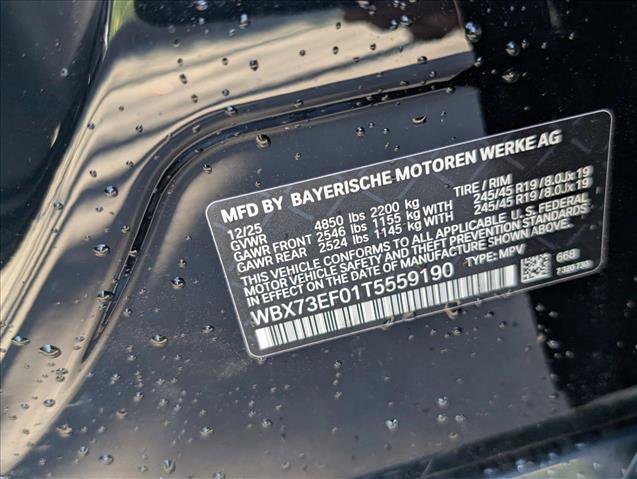 MFD BY BAYERISCHE MOTOREN WERKE AG
12/25 4850 lbs 2200 kg TIRE / RIM
GVWR
GAWR FRONT 2546 lbs 1155 kg WITH 245/45 R19 / 8.0Jx19
GAWR REAR 2524 lbs 1145 kg WITH 245/45 R19 / 8.0Jx19
THIS VEHICLE CONFORMS TO ALL APPLICABLE U. S. FEDERAL
MOTOR VEHICLE SAFETY AND THEFT PREVENTION STANDARDS
IN EFFECT ON THE DATE OF MANUFACTURE SHOWN ABOVE.
WBX73EF01T5559190 TYPE: MPV
668
7 320 730